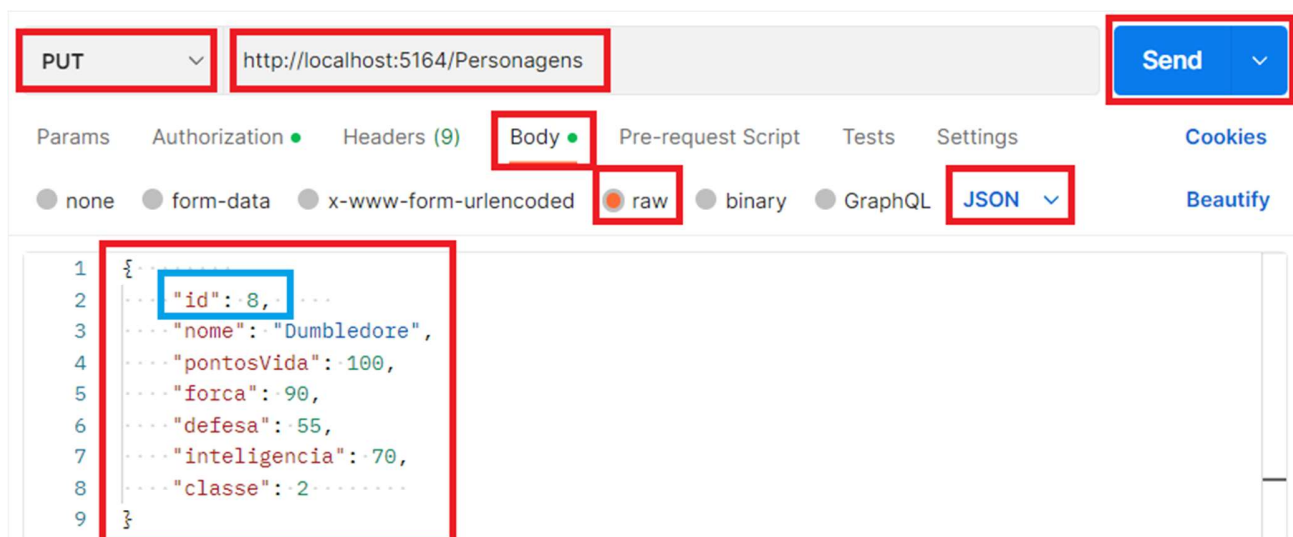 PUT http://localhost:5164/Personagens Send
Params Authorization Headers (9) Body Pre-request Script Tests Settings Cookies
none form-data x-www-form-urlencoded raw binary GraphQL JSON Beautify
1 {
2 "id": 8,
3 "nome": "Dumbledore",
4 "pontosVida": 100,
5 "forca": 90,
6 "defesa": 55,
7 "inteligencia": 70,
8 "classe": 2
9 }